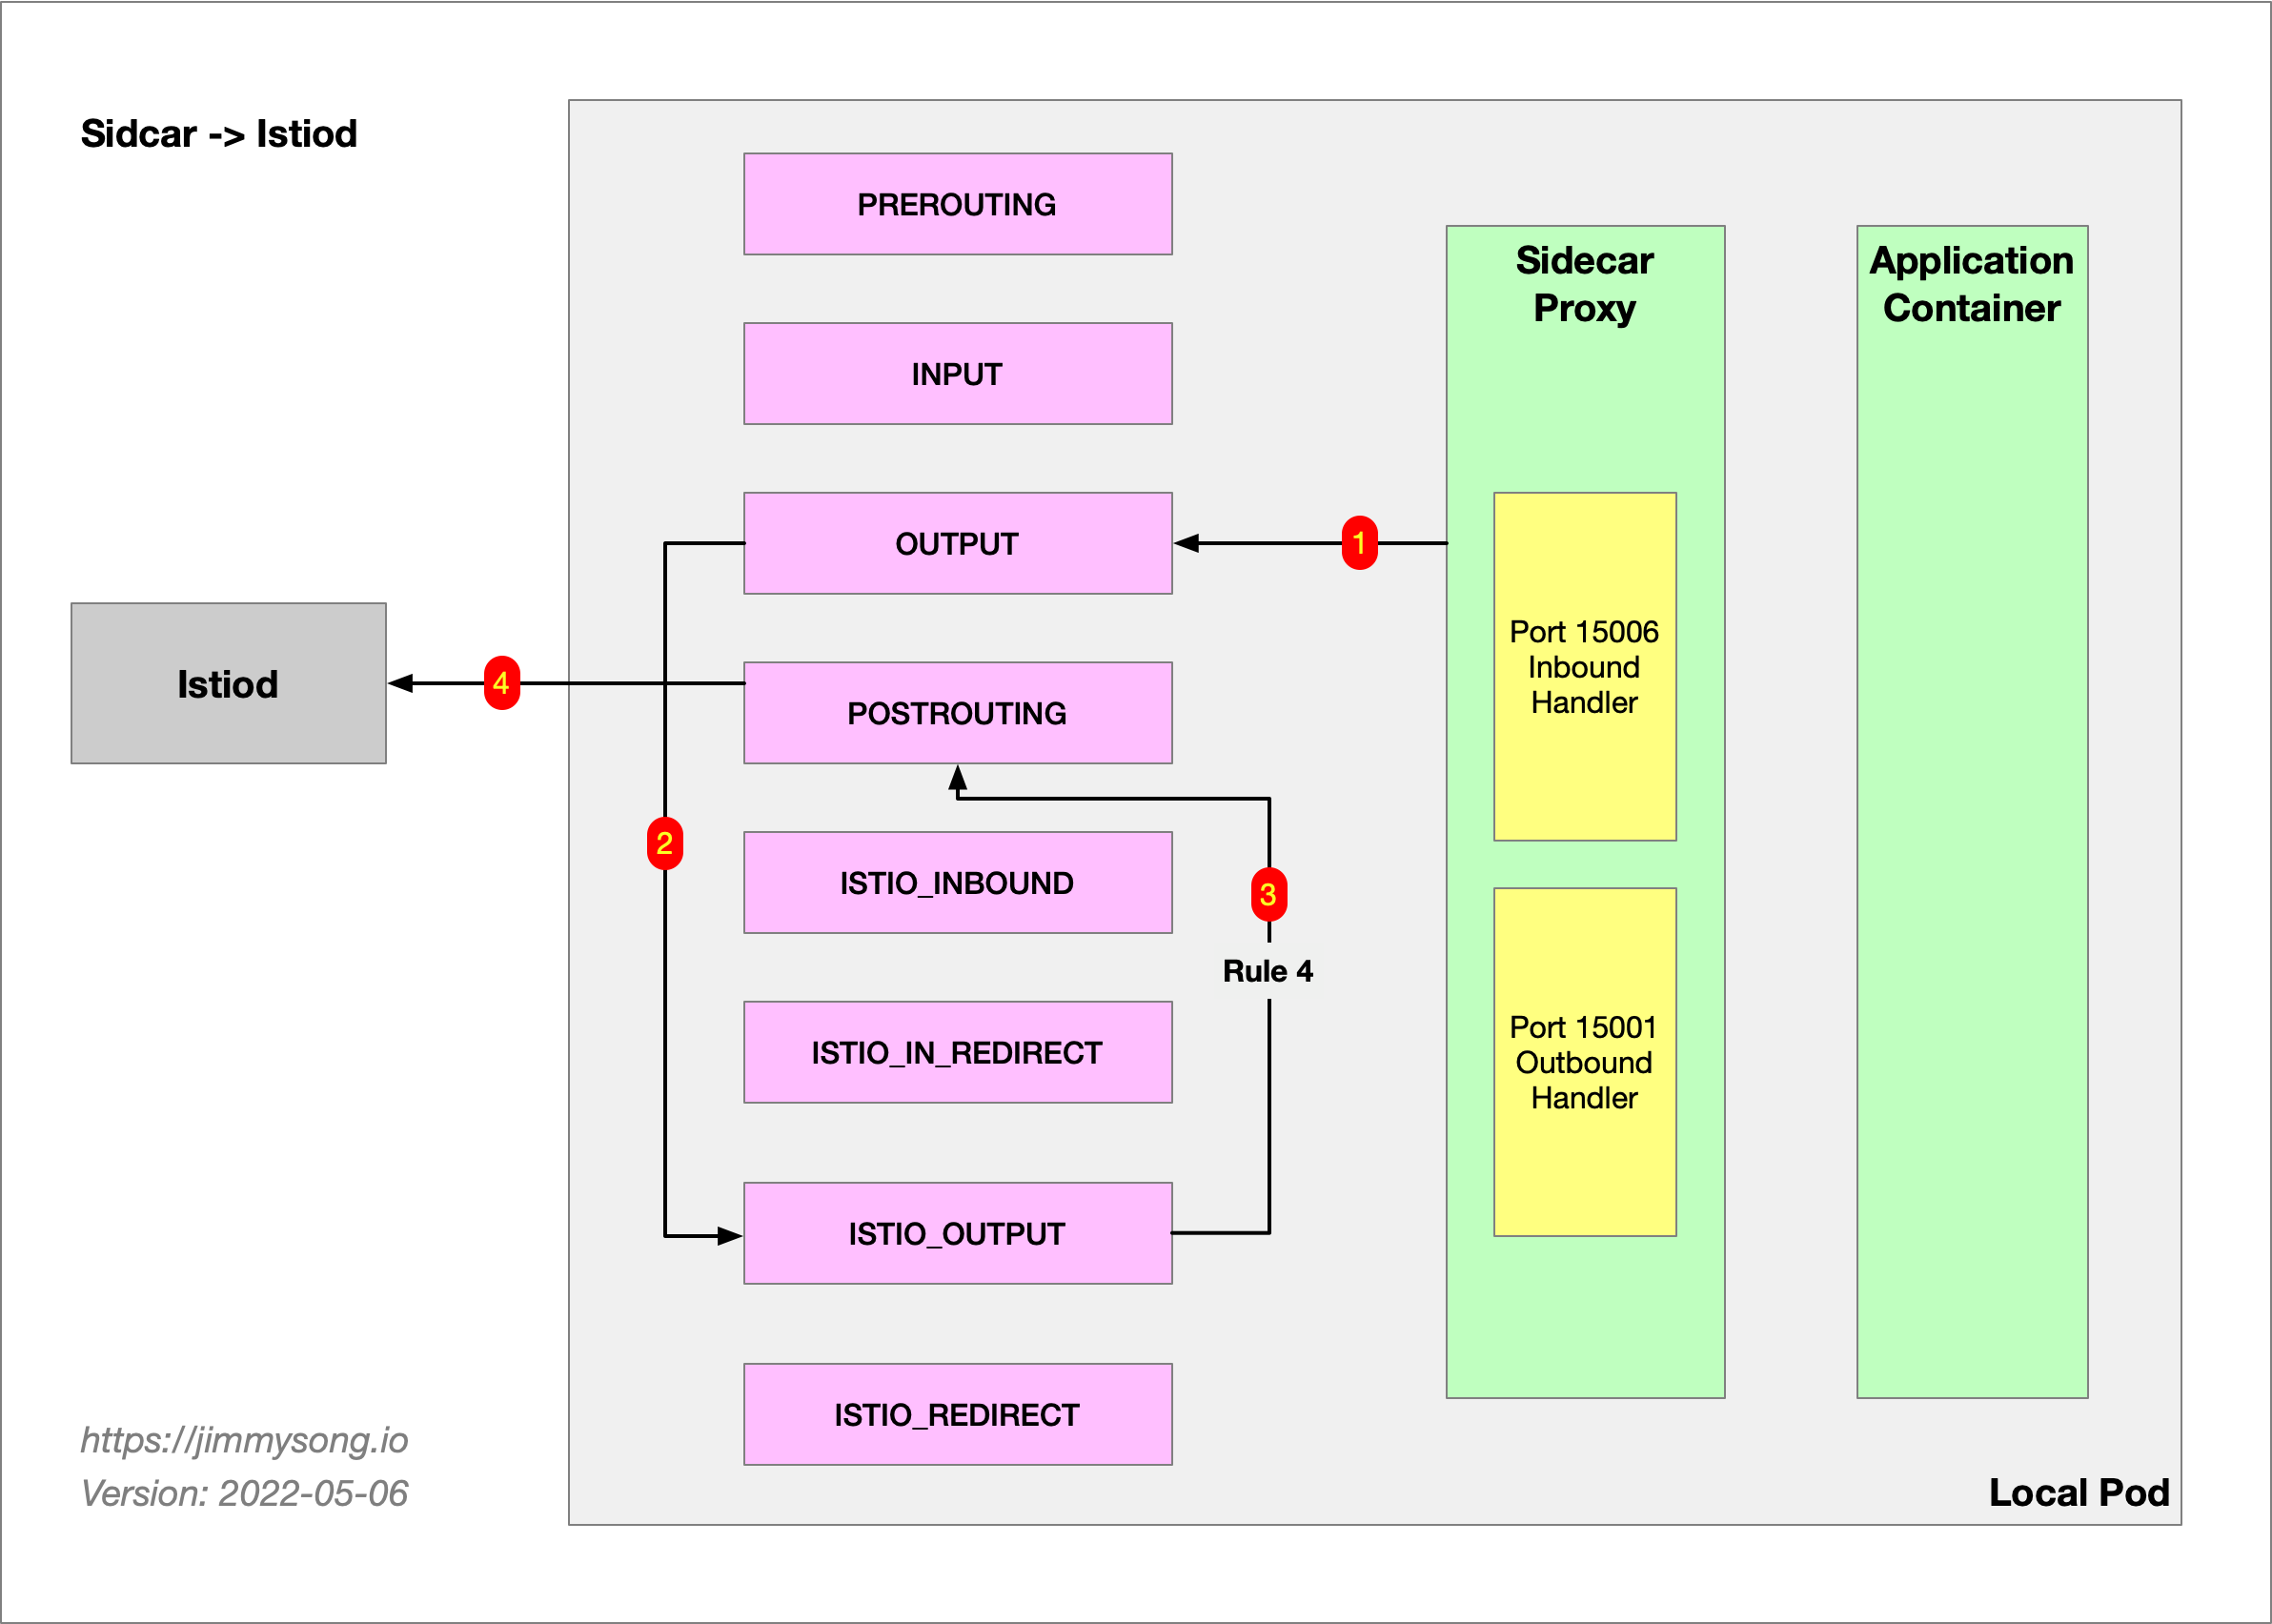 Sidcar -> Istiod
PREROUTING
INPUT
OUTPUT
POSTROUTING
ISTIO_INBOUND
ISTIO_IN_REDIRECT
ISTIO_OUTPUT
ISTIO_REDIRECT
Istiod
1
2
3
4
Rule 4
Sidecar
Proxy
Port 15006
Inbound
Handler
Port 15001
Outbound
Handler
Application
Container
Local Pod
https://jimmysong.io
Version: 2022-05-06